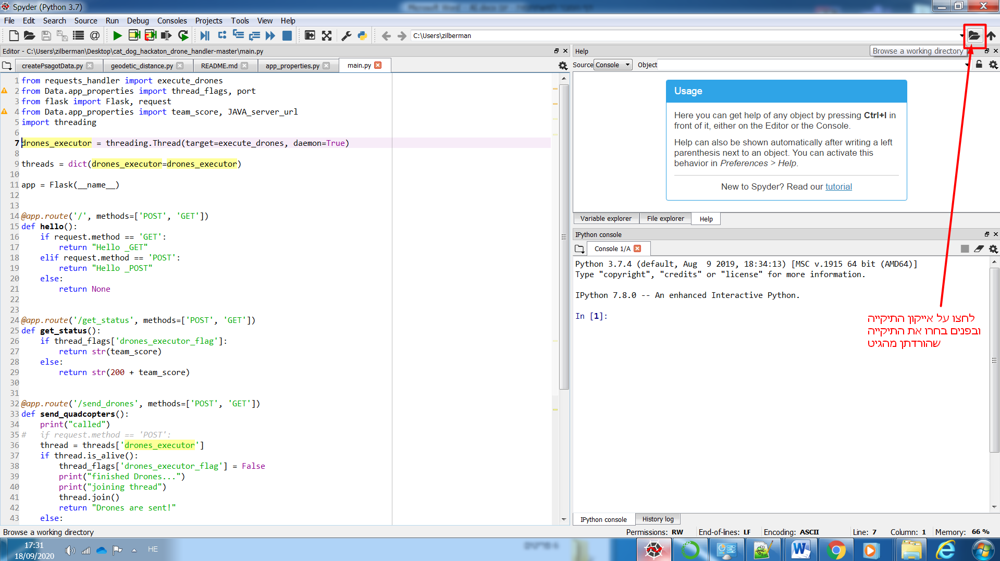 Spyder (Python 3.7)
File Edit Search Source Run Debug Consoles Projects Tools View Help
C:\Users\zilberman
Editor - C:\Users\zilberman\Desktop\cat_dog_hackaton_drone_handler-master\main.py
createPsagotData.py geodetic_distance.py README.md app_properties.py main.py
1 from requests_handler import execute_drones
2 from Data.app_properties import thread_flags, port
3 from flask import Flask, request
4 from Data.app_properties import team_score, JAVA_server_url
5 import threading
6
7 drones_executor = threading.Thread(target=execute_drones, daemon=True)
8
9 threads = dict(drones_executor=drones_executor)
10
11 app = Flask(__name__)
12
13
14 @app.route('/', methods=['POST', 'GET'])
15 def hello():
16     if request.method == 'GET':
17         return "Hello _GET"
18     elif request.method == 'POST':
19         return "Hello _POST"
20     else:
21         return None
22
23
24 @app.route('/get_status', methods=['POST', 'GET'])
25 def get_status():
26     if thread_flags['drones_executor_flag']:
27         return str(team_score)
28     else:
29         return str(200 + team_score)
30
31
32 @app.route('/send_drones', methods=['POST', 'GET'])
33 def send_quadcopters():
34     print("called")
35 #   if request.method == 'POST':
36     thread = threads['drones_executor']
37     if thread.is_alive():
38         thread_flags['drones_executor_flag'] = False
39         print("finished Drones...")
40         print("joining thread")
41         thread.join()
42         return "Drones are sent!"
43     else:
Help
Browse a working directory
Source Console Object
Usage
Here you can get help of any object by pressing Ctrl+I in
front of it, either on the Editor or the Console.
Help can also be shown automatically after writing a left
parenthesis next to an object. You can activate this
behavior in Preferences > Help.
New to Spyder? Read our tutorial
Variable explorer File explorer Help
IPython console
Console 1/A
Python 3.7.4 (default, Aug  9 2019, 18:34:13) [MSC v.1915 64 bit (AMD64)]
Type "copyright", "credits" or "license" for more information.
IPython 7.8.0 -- An enhanced Interactive Python.
In [1]:
לחצו על אייקון התיקייה
ובפנים בחרו את התיקייה
שהורדתן מהגיט
IPython console History log
Browse a working directory
Permissions: RW End-of-lines: LF Encoding: ASCII Line: 7 Column: 1 Memory: 66 %
17:31
18/09/2020
HE